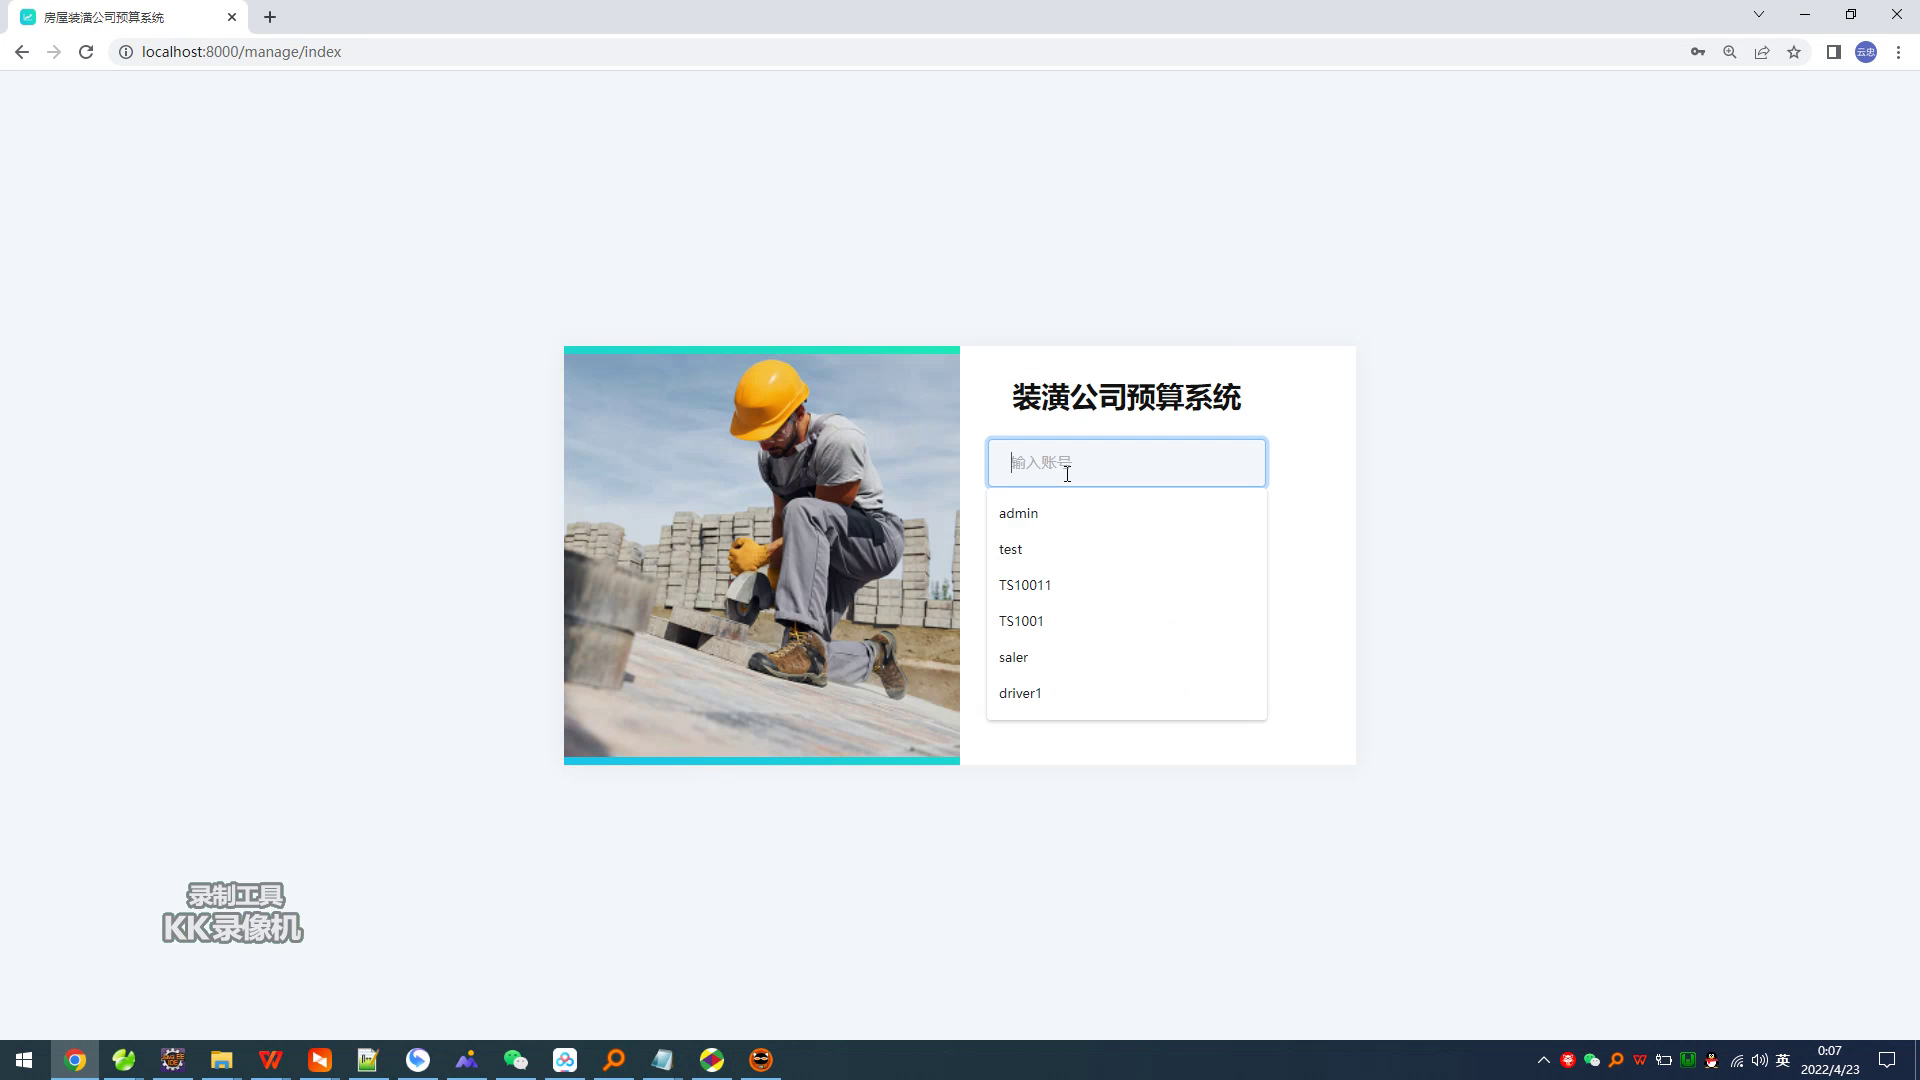 房屋装潢公司预算系统
localhost:8000/manage/index
云忠
装潢公司预算系统
输入账号
admin
test
TS10011
TS1001
saler
driver1
录制工具
KK录像机
英
0:07
2022/4/23